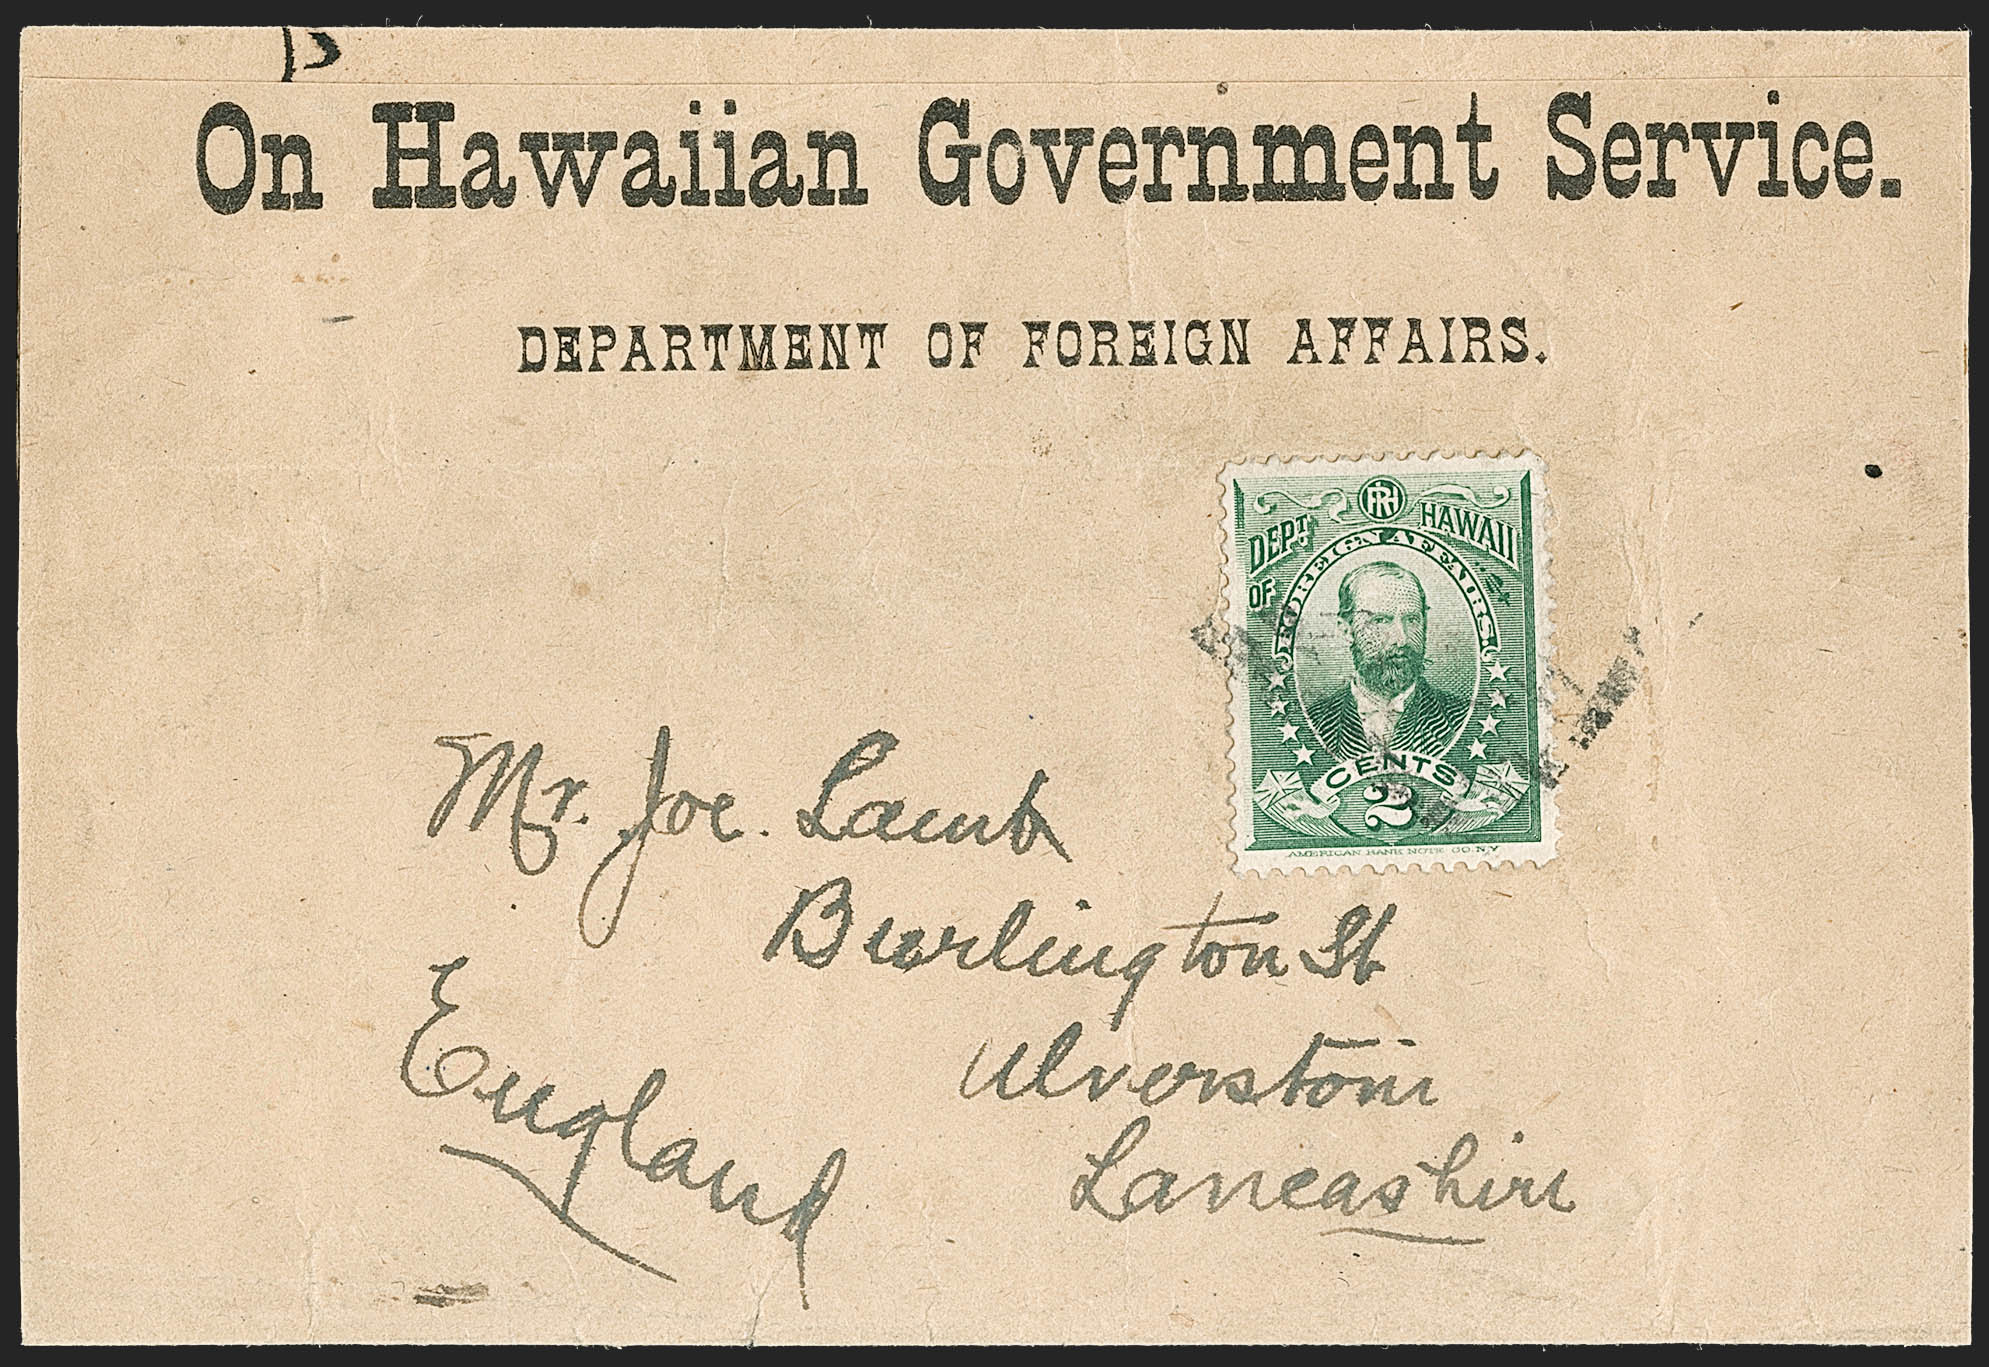 On Hawaiian Government Service.
DEPARTMENT OF FOREIGN AFFAIRS.
RH
DEPT. HAWAII
OF FOREIGN AFFAIRS
CENTS
2
AMERICAN BANK NOTE CO. N.Y.
Mr. Joe. Lamb
Burlington St
Ulverston
Lancashire
England